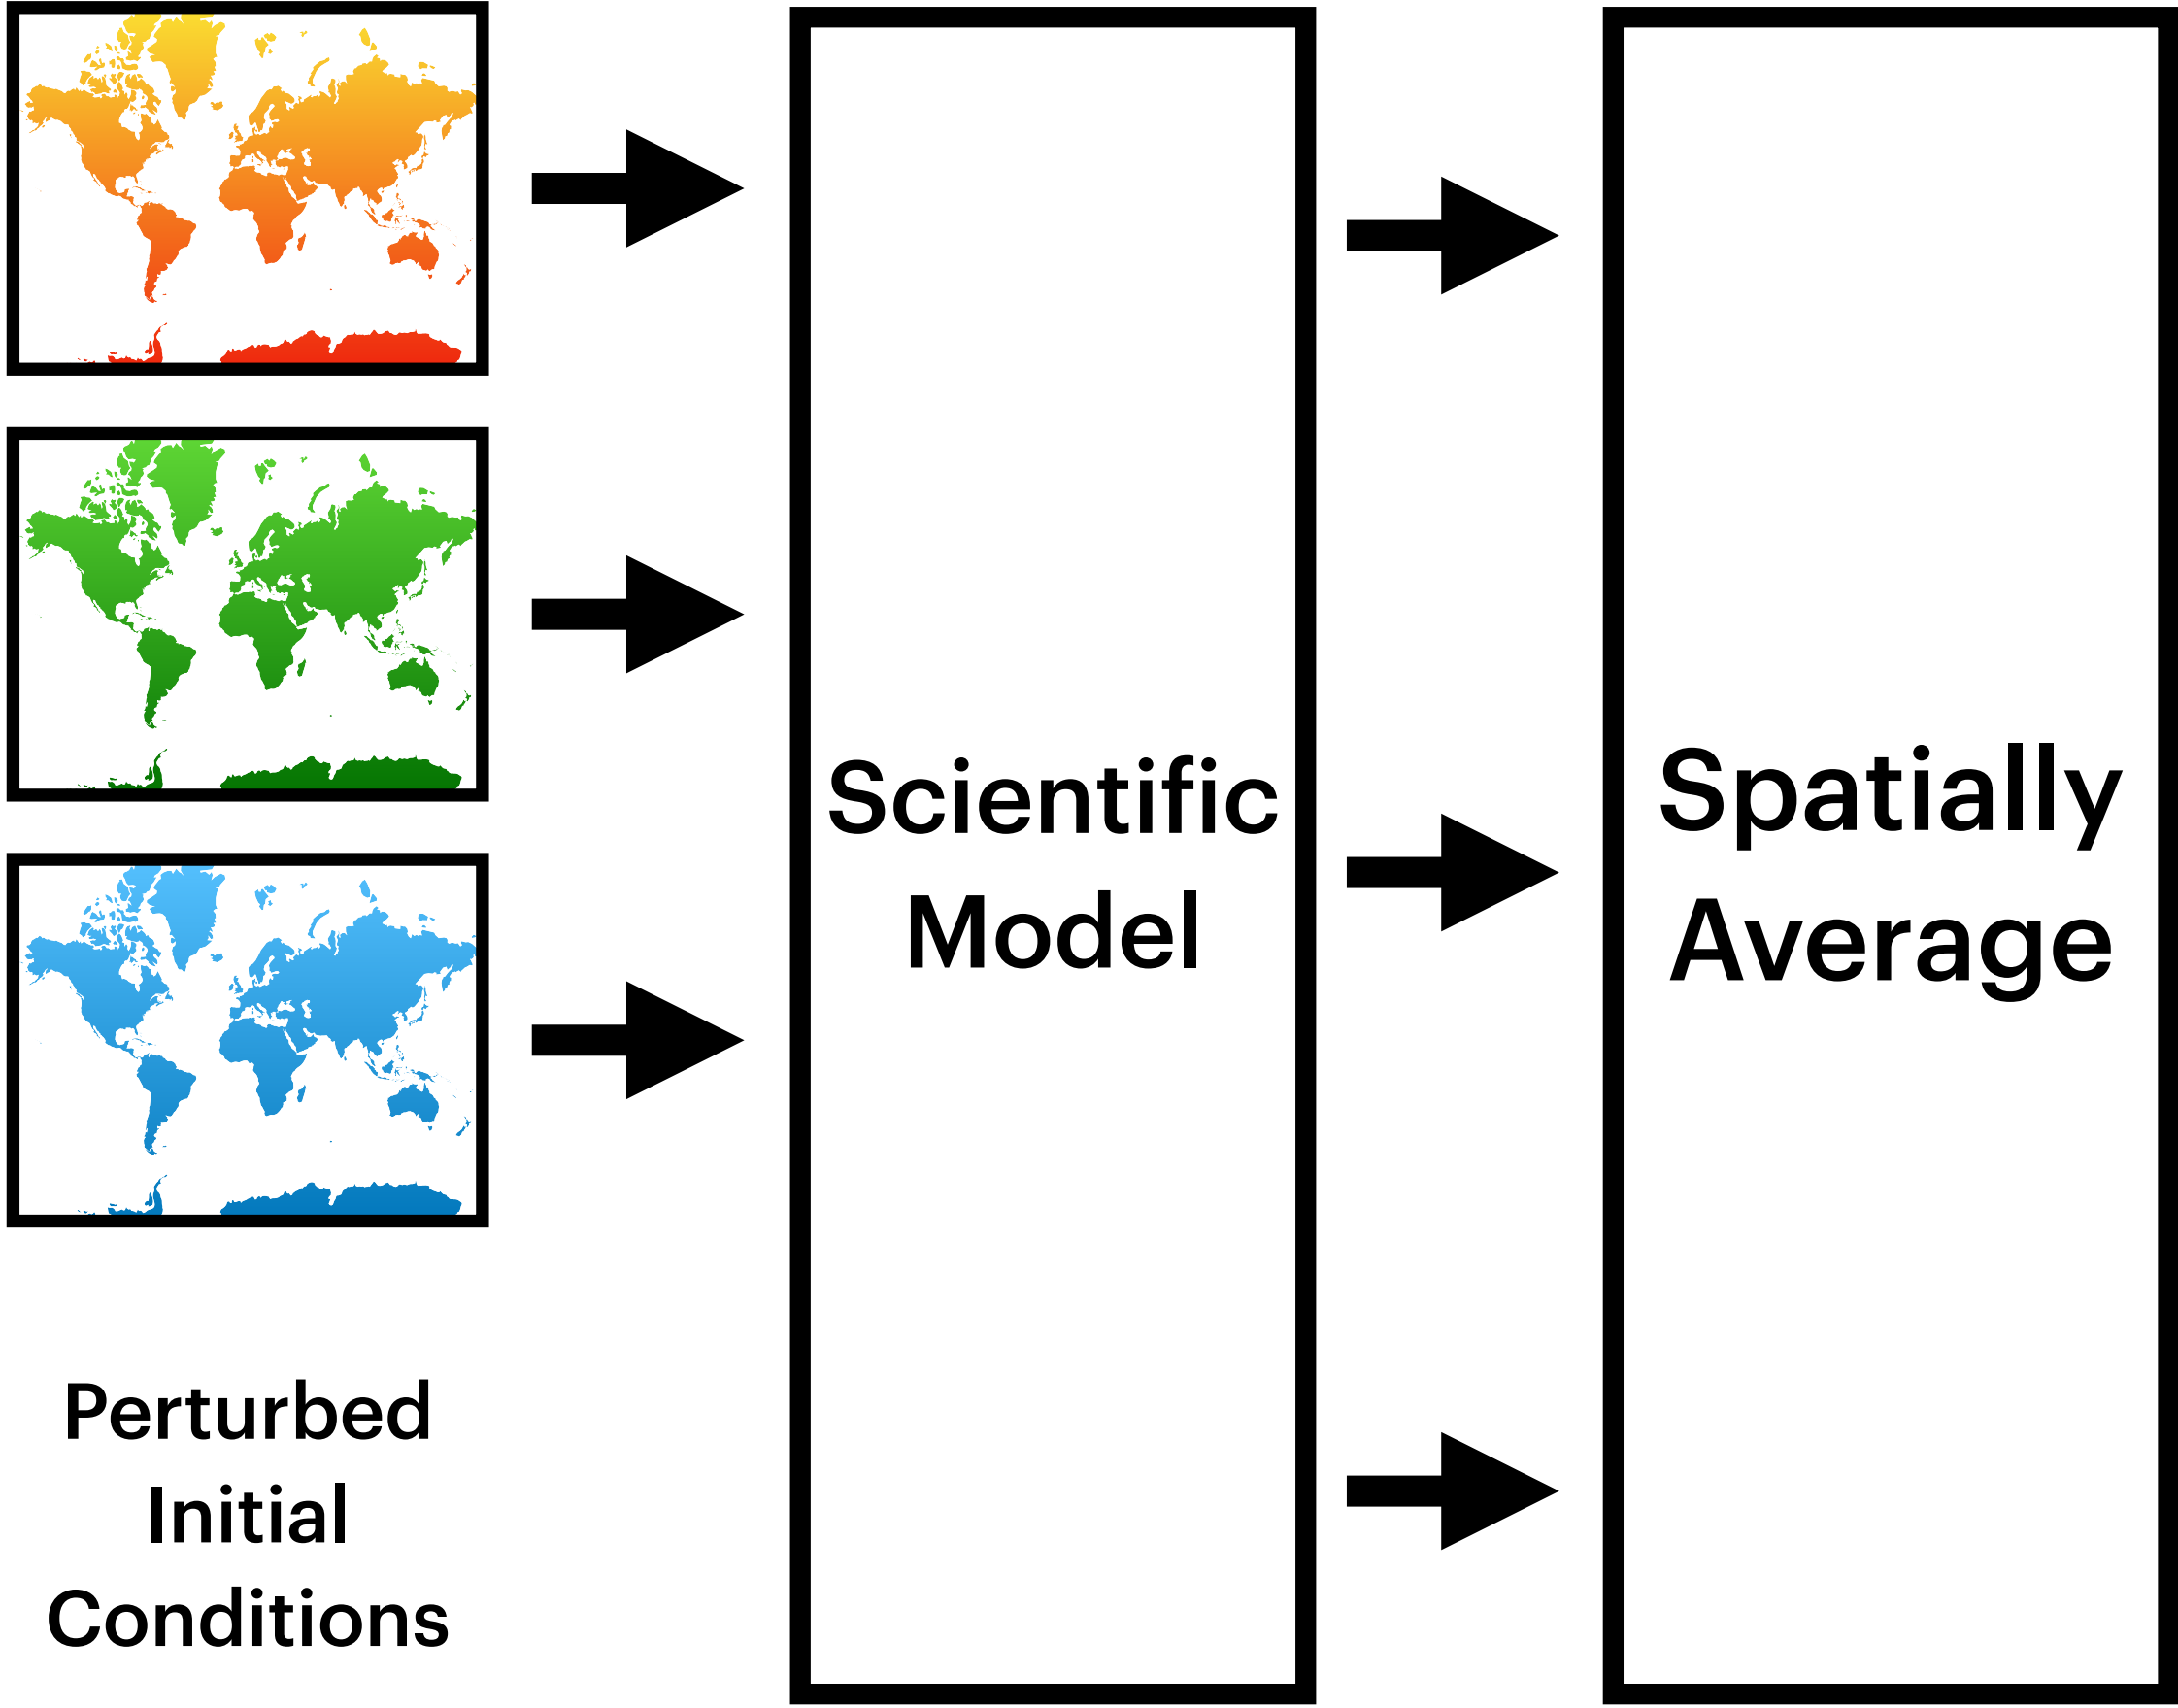 Perturbed
Initial
Conditions
Scientific
Model
Spatially
Average